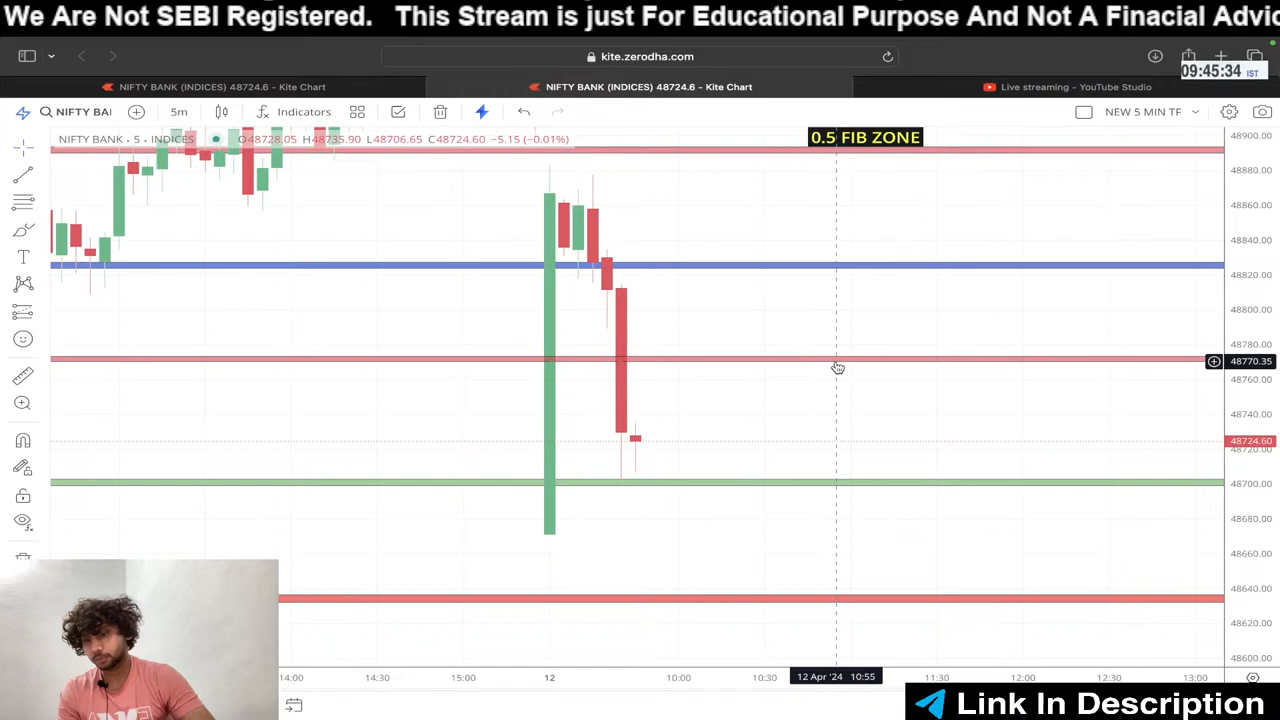 We Are Not SEBI Registered. This Stream is just For Educational Purpose And Not A Finacial Advic
kite.zerodha.com
09:45:34 IST
NIFTY BANK (INDICES) 48724.6 - Kite Chart
NIFTY BANK (INDICES) 48724.6 - Kite Chart
Live streaming - YouTube Studio
NIFTY BAI
5m
Indicators
NEW 5 MIN TF
NIFTY BANK · 5 · INDICES
O48728.05 H48735.90 L48706.65 C48724.60 −5.15 (−0.01%)
0.5 FIB ZONE
48900.00
48880.00
48860.00
48840.00
48820.00
48800.00
48780.00
48770.35
48760.00
48740.00
48724.60
48720.00
48700.00
48680.00
48660.00
48640.00
48620.00
48600.00
14:00
14:30
15:00
12
10:00
10:30
12 Apr '24 10:55
11:30
12:00
12:30
13:00
Link In Description